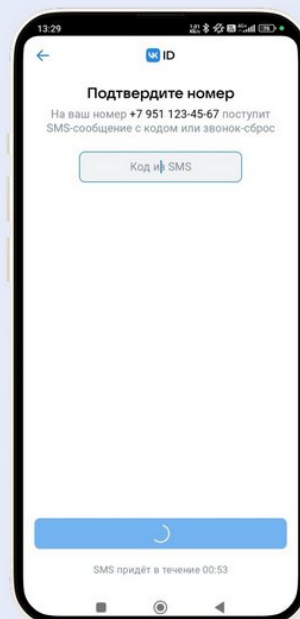 13:29
VK ID
Подтвердите номер
На ваш номер +7 951 123-45-67 поступит
SMS-сообщение с кодом или звонок-сброс
Код из SMS
SMS придёт в течение 00:53